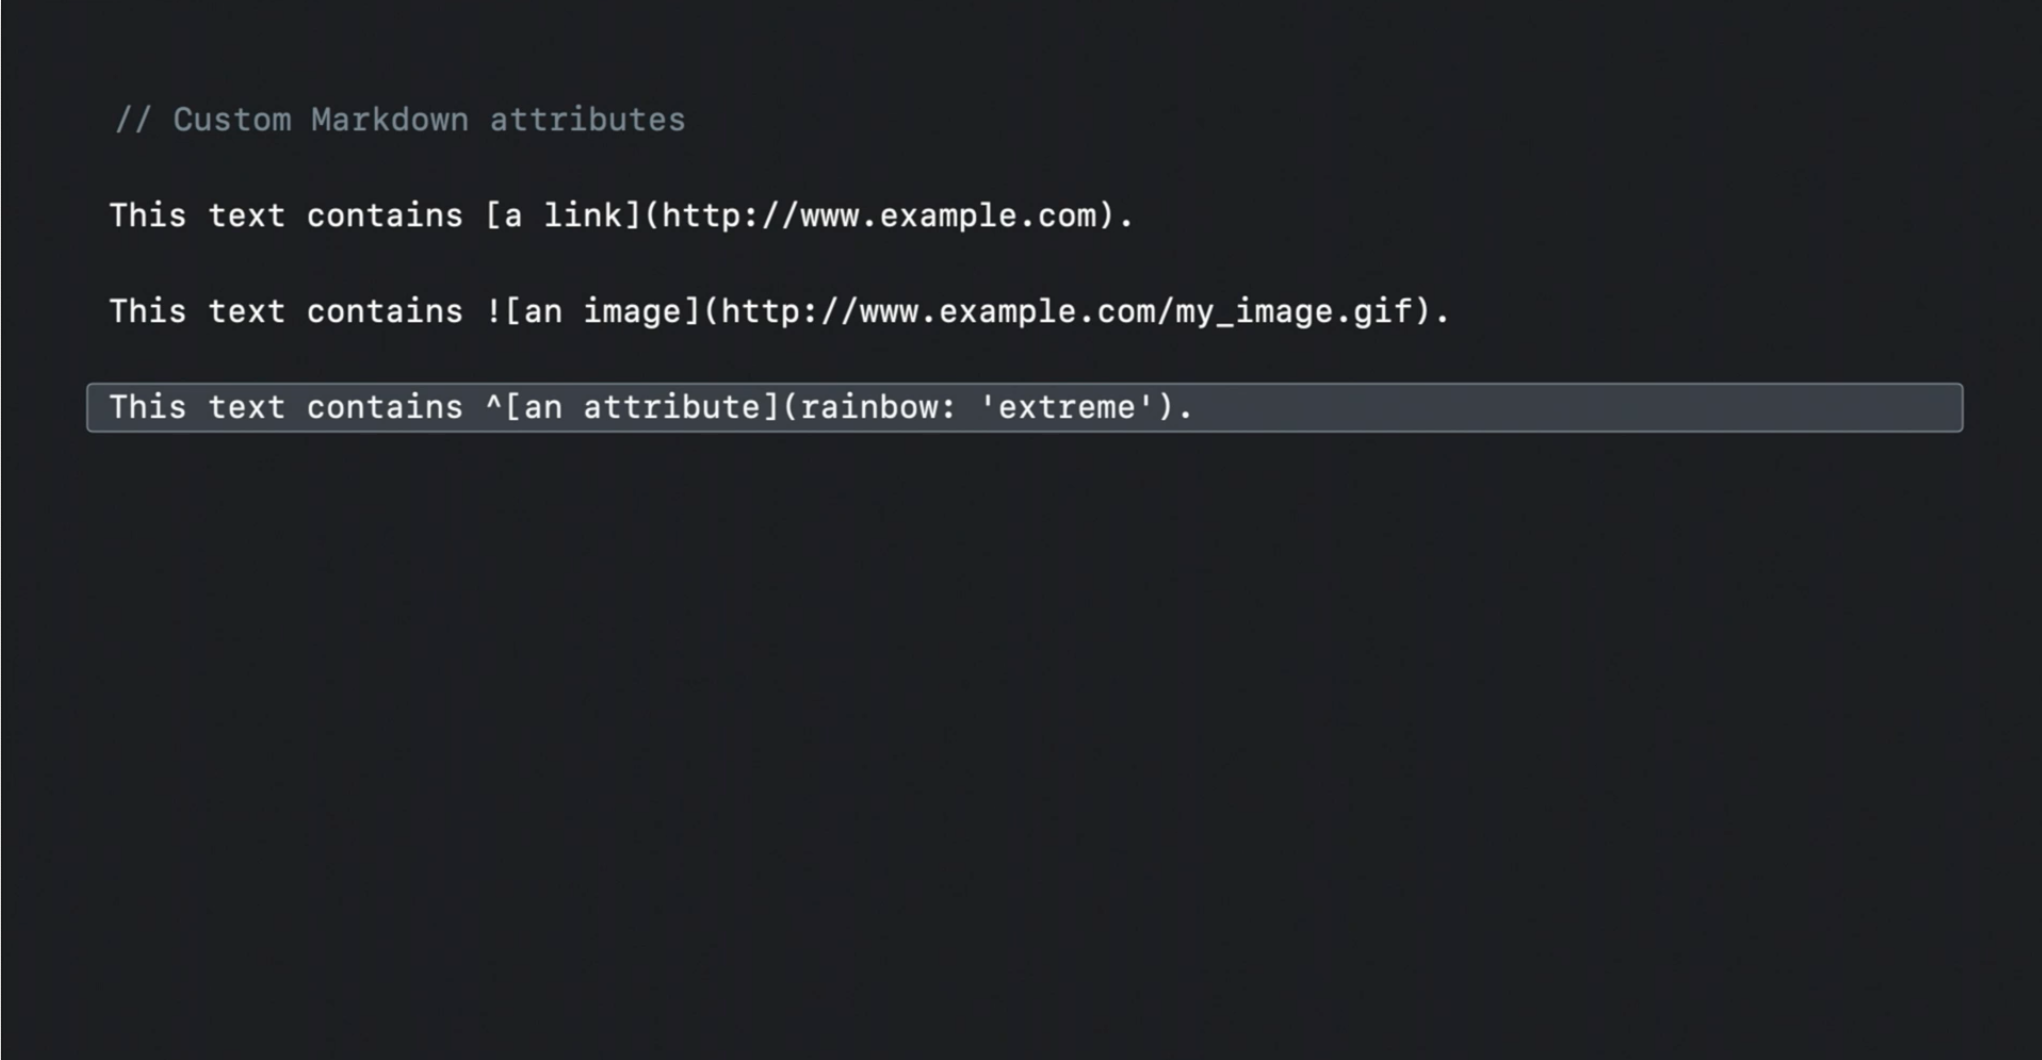 // Custom Markdown attributes
This text contains [a link](http://www.example.com).
This text contains ![an image](http://www.example.com/my_image.gif).
This text contains ^[an attribute](rainbow: 'extreme').